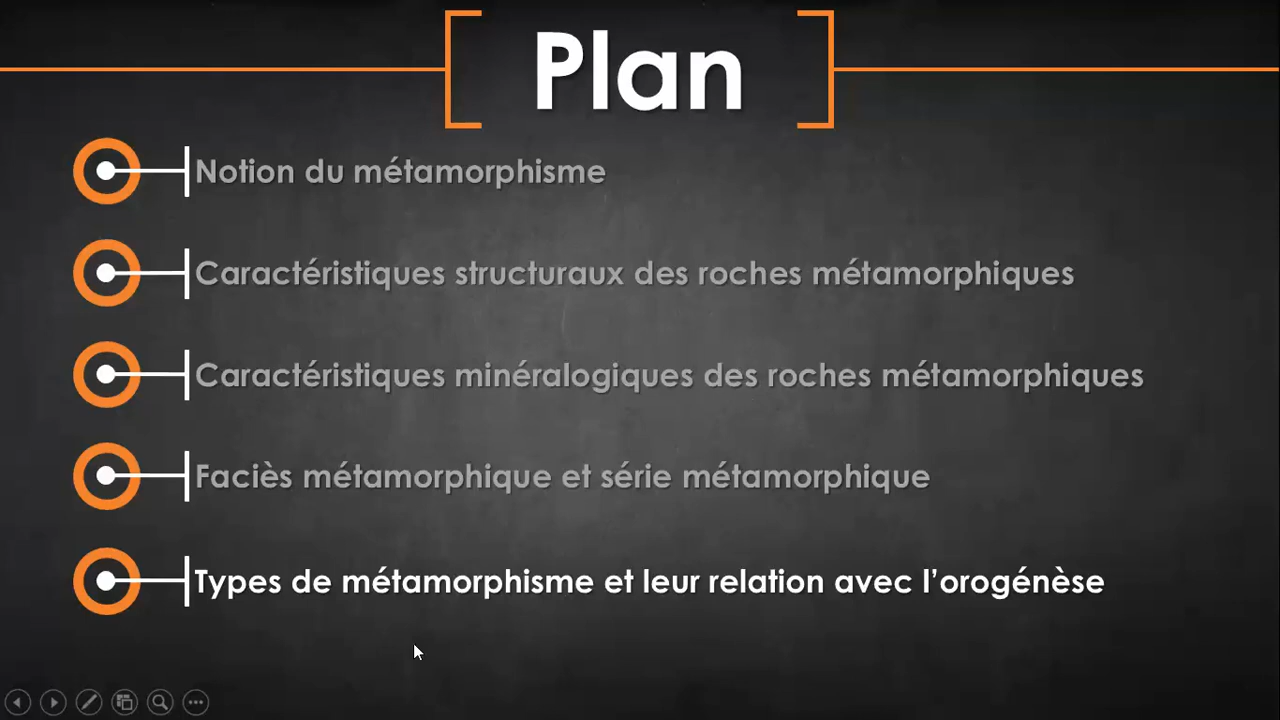 Plan
Notion du métamorphisme
Caractéristiques structuraux des roches métamorphiques
Caractéristiques minéralogiques des roches métamorphiques
Faciès métamorphique et série métamorphique
Types de métamorphisme et leur relation avec l’orogénèse